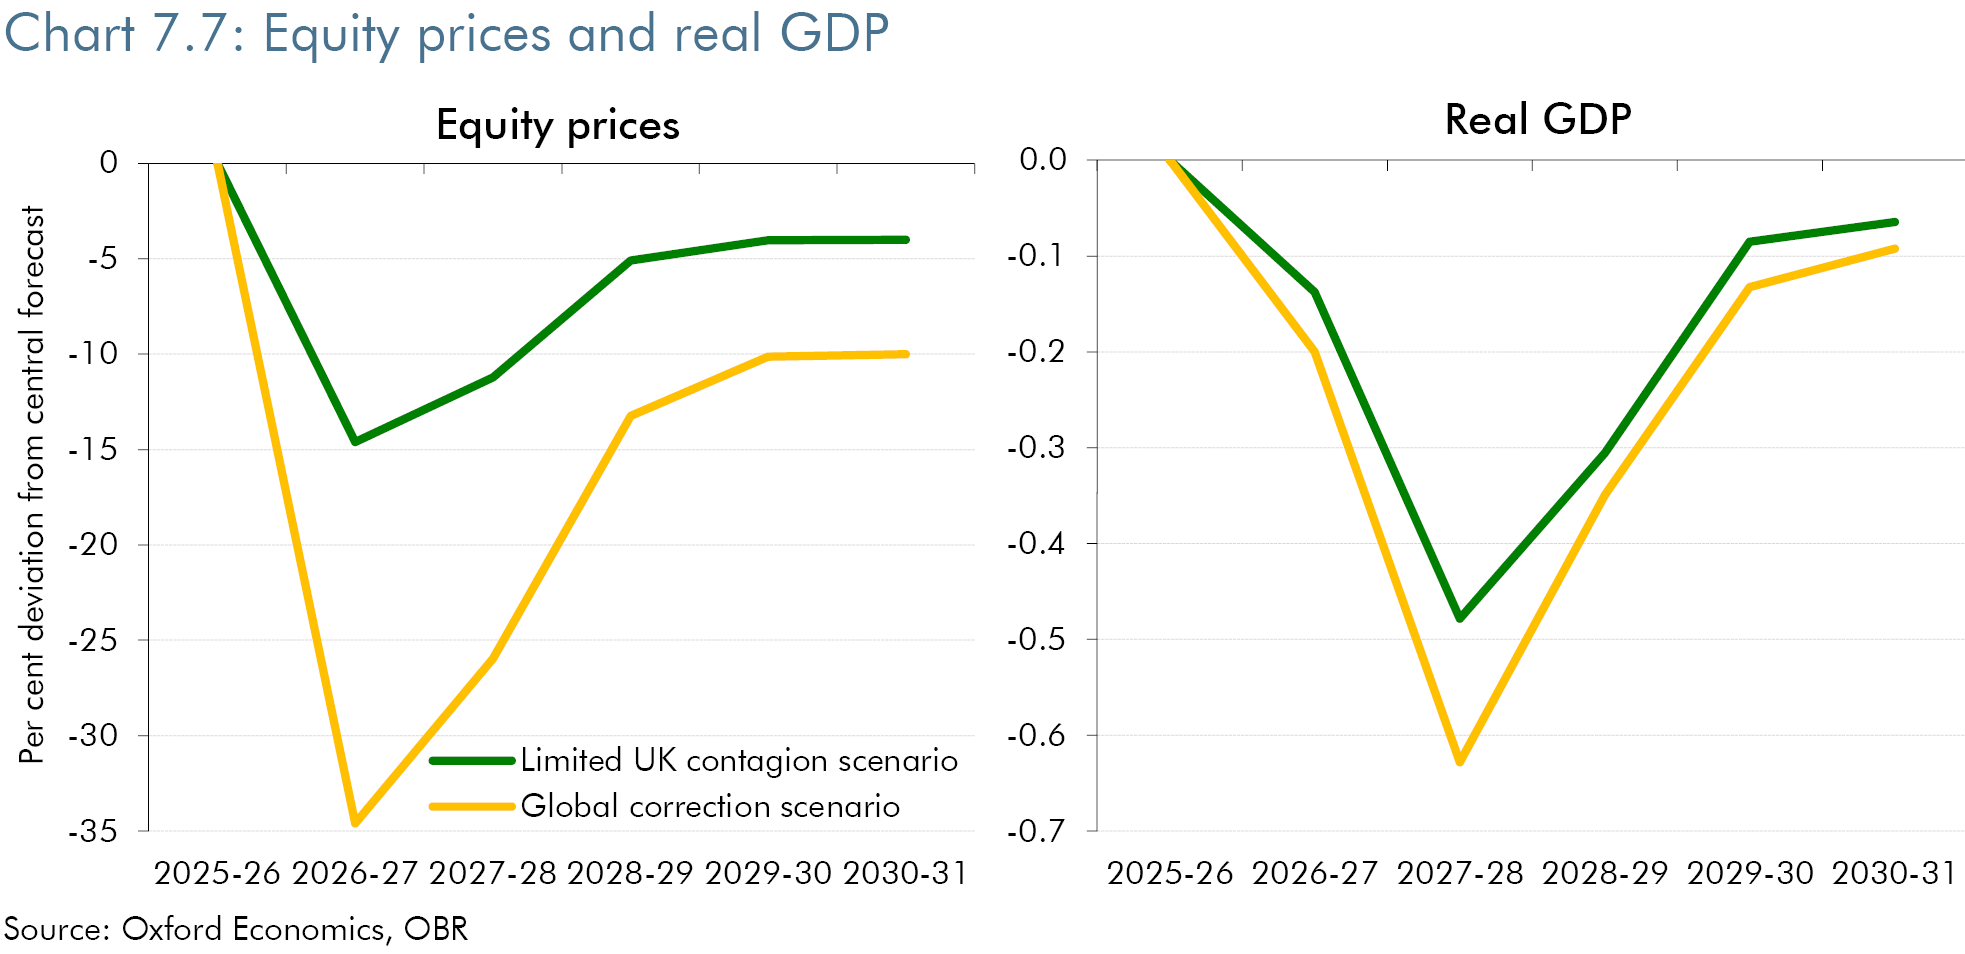 Chart 7.7: Equity prices and real GDP
Equity prices
Per cent deviation from central forecast
0
-5
-10
-15
-20
-25
-30
-35
Limited UK contagion scenario
Global correction scenario
2025-26 2026-27 2027-28 2028-29 2029-30 2030-31
Real GDP
0.0
-0.1
-0.2
-0.3
-0.4
-0.5
-0.6
-0.7
2025-26 2026-27 2027-28 2028-29 2029-30 2030-31
Source: Oxford Economics, OBR